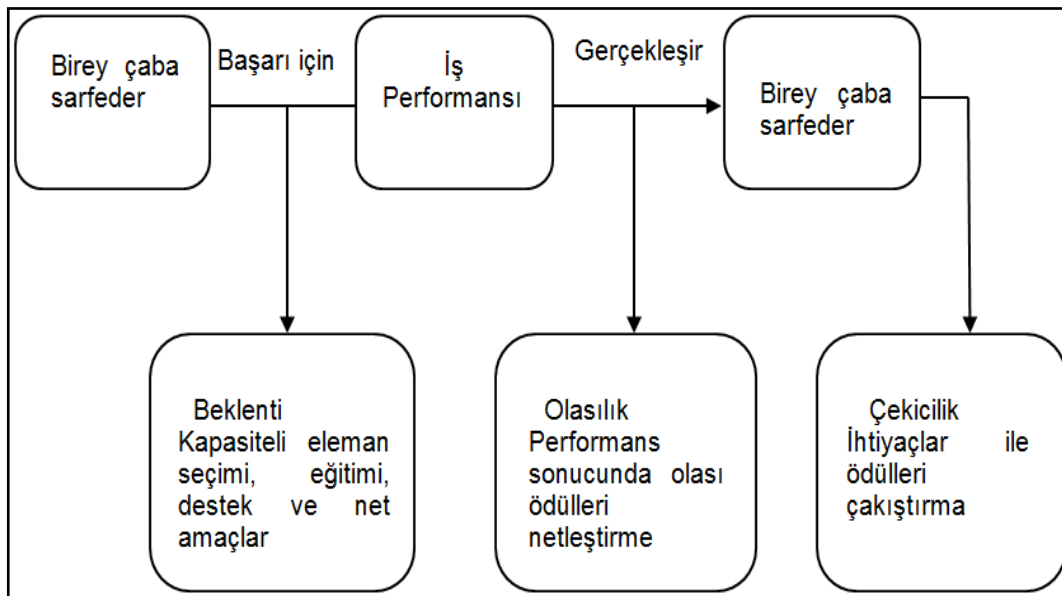 Birey çaba
sarfeder
Başarı için
İş
Performansı
Gerçekleşir
Birey çaba
sarfeder
Beklenti
Kapasiteli eleman
seçimi, eğitimi,
destek ve net
amaçlar
Olasılık
Performans
sonucunda olası
ödülleri
netleştirme
Çekicilik
İhtiyaçlar ile
ödülleri
çakıştırma